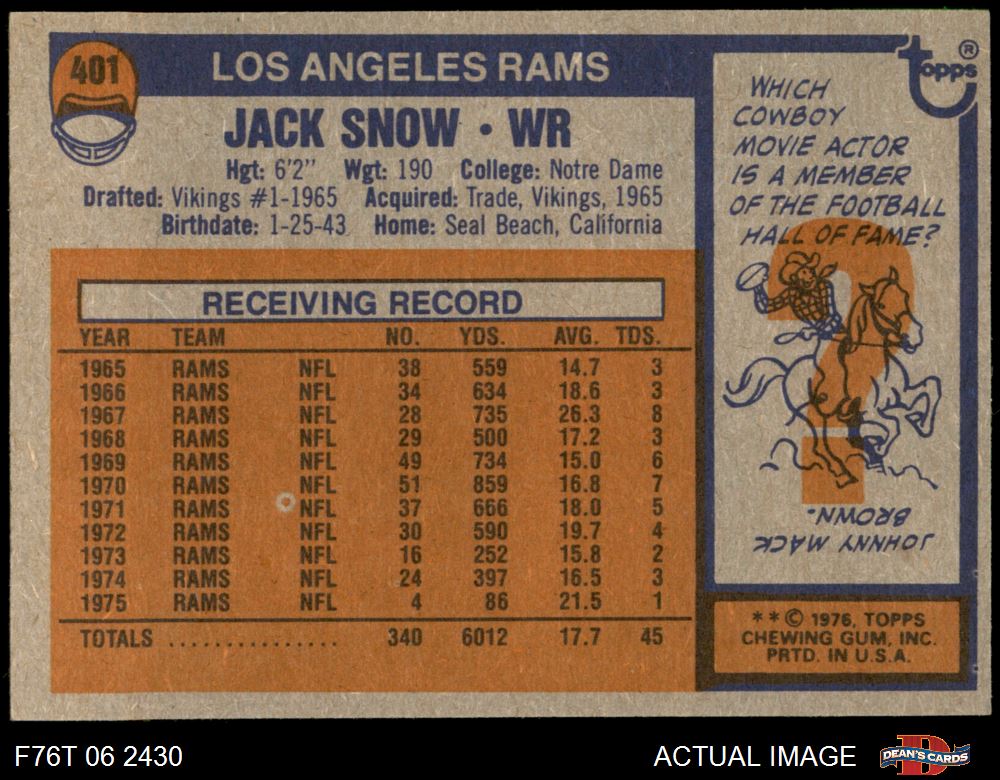 401
LOS ANGELES RAMS
JACK SNOW • WR
Hgt: 6'2" Wgt: 190 College: Notre Dame
Drafted: Vikings #1-1965 Acquired: Trade, Vikings, 1965
Birthdate: 1-25-43 Home: Seal Beach, California
RECEIVING RECORD
YEAR TEAM NO. YDS. AVG. TDS.
1965 RAMS NFL 38 559 14.7 3
1966 RAMS NFL 34 634 18.6 3
1967 RAMS NFL 28 735 26.3 8
1968 RAMS NFL 29 500 17.2 3
1969 RAMS NFL 49 734 15.0 6
1970 RAMS NFL 51 859 16.8 7
1971 RAMS NFL 37 666 18.0 5
1972 RAMS NFL 30 590 19.7 4
1973 RAMS NFL 16 252 15.8 2
1974 RAMS NFL 24 397 16.5 3
1975 RAMS NFL 4 86 21.5 1
TOTALS ................ 340 6012 17.7 45
topps®
WHICH
COWBOY
MOVIE ACTOR
IS A MEMBER
OF THE FOOTBALL
HALL OF FAME?
?
JOHNNY MACK
BROWN.
**© 1976, TOPPS
CHEWING GUM, INC.
PRTD. IN U.S.A.
F76T 06 2430
ACTUAL IMAGE
D
DEAN'S CARDS